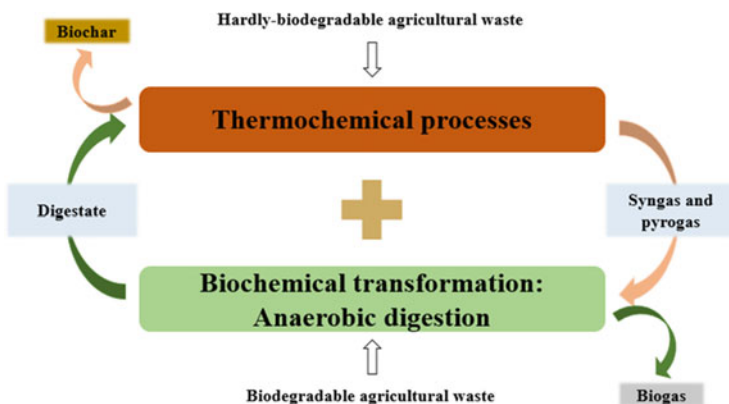 Hardly-biodegradable agricultural waste
Biochar
Thermochemical processes
Digestate
Syngas and
pyrogas
Biochemical transformation:
Anaerobic digestion
Biodegradable agricultural waste
Biogas